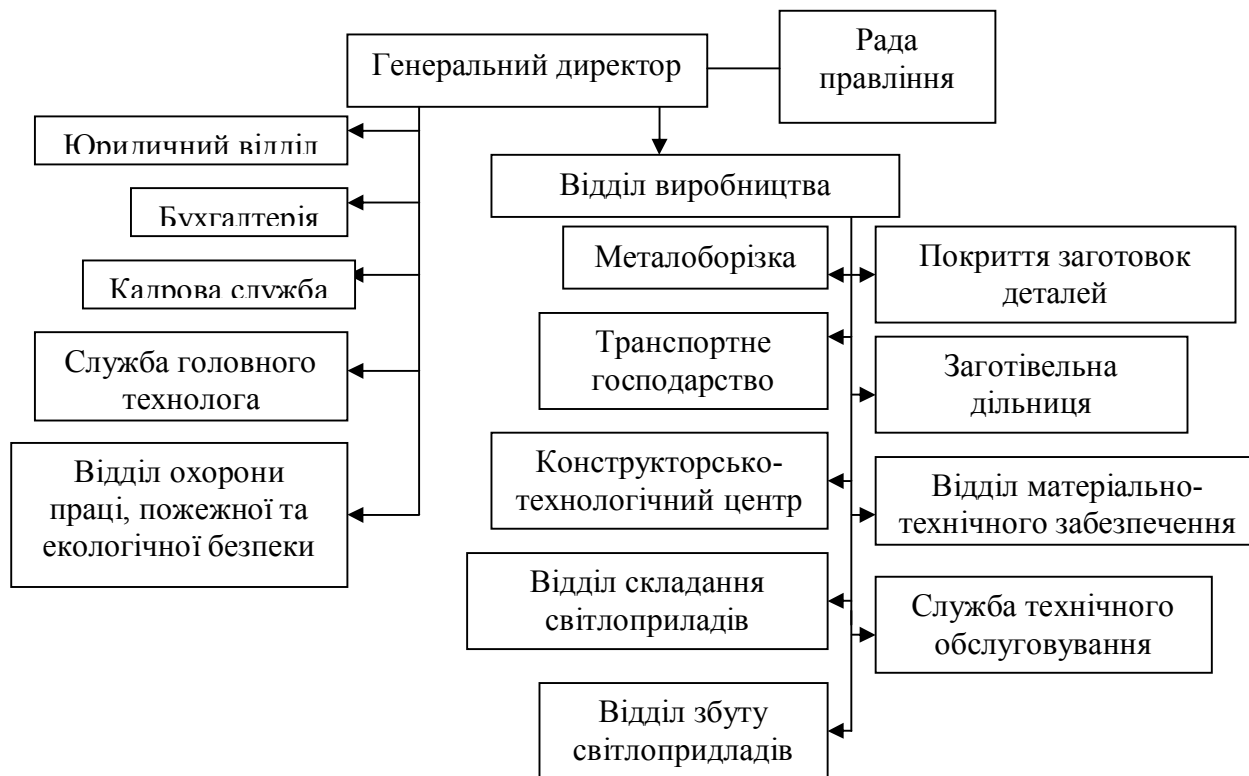 Генеральний директор
Рада
правління
Юридичний відділ
Бухгалтерія
Кадрова служба
Служба головного
технолога
Відділ охорони
праці, пожежної та
екологічної безпеки
Відділ виробництва
Металоборізка
Покриття заготовок
деталей
Транспортне
господарство
Заготівельна
дільниця
Конструкторсько-
технологічний центр
Відділ матеріально-
технічного забезпечення
Відділ складання
світлоприладів
Служба технічного
обслуговування
Відділ збуту
світлопридладів